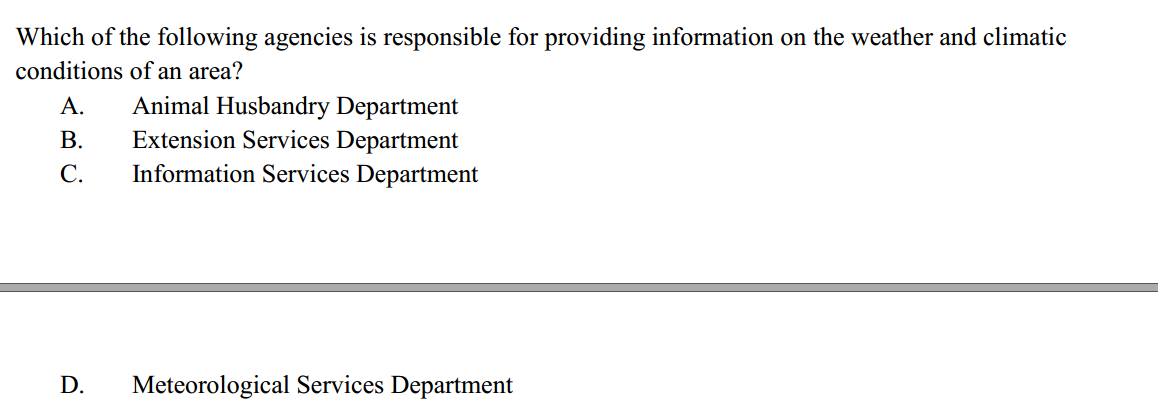 Which of the following agencies is responsible for providing information on the weather and climatic
conditions of an area?
A. Animal Husbandry Department
B. Extension Services Department
C. Information Services Department
D. Meteorological Services Department